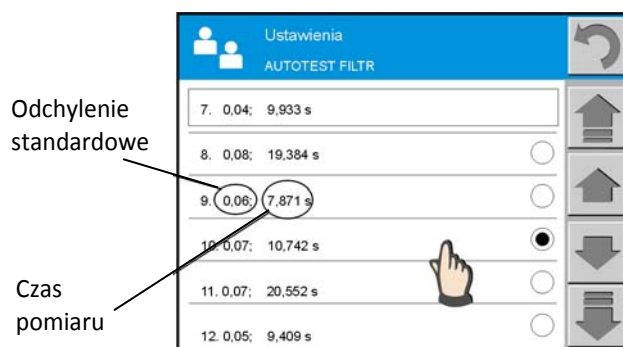 Ustawienia
AUTOTEST FILTR
Odchylenie
standardowe
7. 0,04; 9,933 s
8. 0,08; 19,384 s
9. 0,06; 7,871 s
10. 0,07; 10,742 s
11. 0,07; 20,552 s
12. 0,05; 9,409 s
Czas
pomiaru